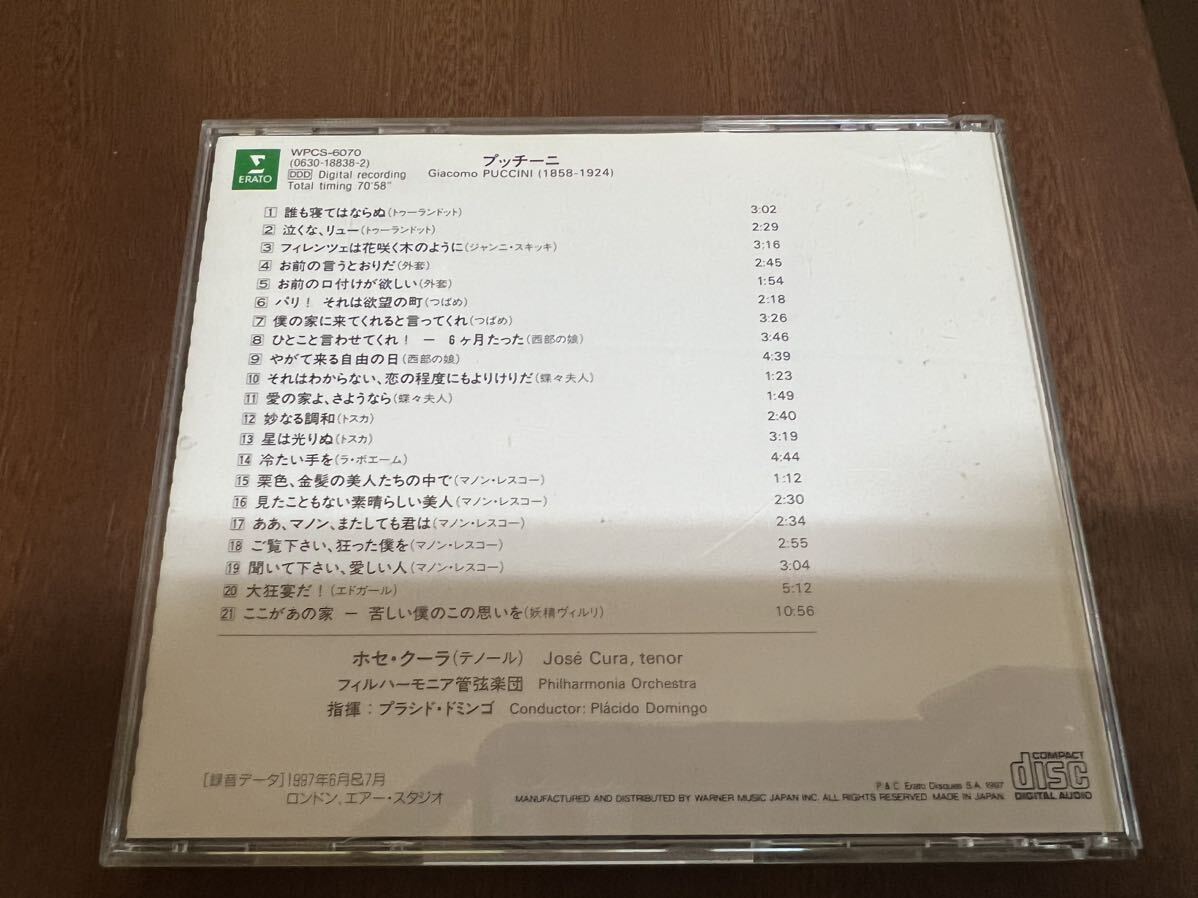 WPCS-6070
(0630-18838-2)
DDD Digital recording
Total timing 70'58"
Σ
ERATO
プッチーニ
Giacomo PUCCINI (1858-1924)
1 誰も寝てはならぬ(トゥーランドット) 3:02
2 泣くな、リュー(トゥーランドット) 2:29
3 フィレンツェは花咲く木のように(ジャンニ・スキッキ) 3:16
4 お前の言うとおりだ(外套) 2:45
5 お前の口付けが欲しい(外套) 1:54
6 パリ! それは欲望の町(つばめ) 2:18
7 僕の家に来てくれると言ってくれ(つばめ) 3:26
8 ひとこと言わせてくれ! － 6ヶ月たった(西部の娘) 3:46
9 やがて来る自由の日(西部の娘) 4:39
10 それはわからない、恋の程度にもよりけりだ(蝶々夫人) 1:23
11 愛の家よ、さようなら(蝶々夫人) 1:49
12 妙なる調和(トスカ) 2:40
13 星は光りぬ(トスカ) 3:19
14 冷たい手を(ラ・ボエーム) 4:44
15 栗色、金髪の美人たちの中で(マノン・レスコー) 1:12
16 見たこともない素晴らしい美人(マノン・レスコー) 2:30
17 ああ、マノン、またしても君は(マノン・レスコー) 2:34
18 ご覧下さい、狂った僕を(マノン・レスコー) 2:55
19 聞いて下さい、愛しい人(マノン・レスコー) 3:04
20 大狂宴だ!(エドガール) 5:12
21 ここがあの家 － 苦しい僕のこの思いを(妖精ヴィルリ) 10:56
ホセ・クーラ(テノール) José Cura, tenor
フィルハーモニア管弦楽団 Philharmonia Orchestra
指揮：プラシド・ドミンゴ Conductor: Plácido Domingo
[録音データ]1997年6月&7月
ロンドン、エアー・スタジオ
P & C Erato Disques S.A. 1997
MANUFACTURED AND DISTRIBUTED BY WARNER MUSIC JAPAN INC. ALL RIGHTS RESERVED. MADE IN JAPAN.
COMPACT
disc
DIGITAL AUDIO